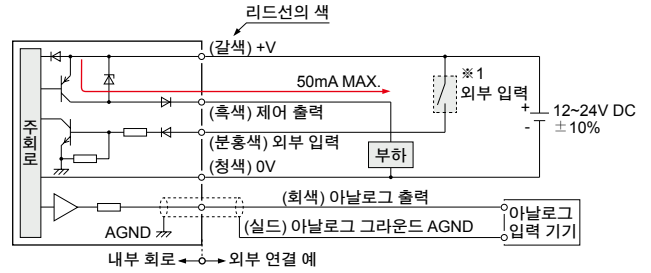 리드선의 색
(갈색) +V
50mA MAX.
※1
외부 입력
(흑색) 제어 출력
+
12~24V DC
-
±10%
주회로
(분홍색) 외부 입력
부하
(청색) 0V
(회색) 아날로그 출력
아날로그
입력 기기
(실드) 아날로그 그라운드 AGND
AGND
내부 회로
외부 연결 예